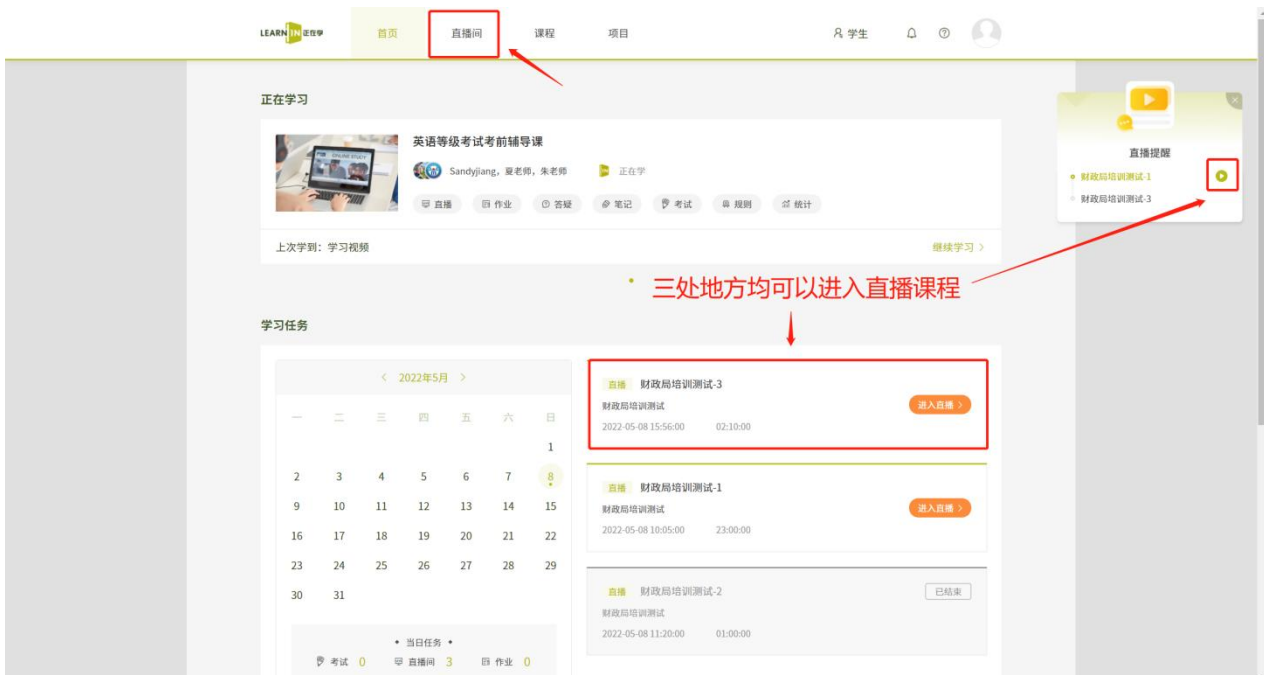 LEARN IN 正在学 首页 直播间 课程 项目 学生
正在学习
英语等级考试考前辅导课
Sandyjiang，夏老师，朱老师 正在学
直播 作业 答疑 笔记 考试 规则 统计
上次学到：学习视频 继续学习 >
直播提醒
财政局培训测试-1
财政局培训测试-3
三处地方均可以进入直播课程
学习任务
< 2022年5月 >
一 二 三 四 五 六 日
1
2 3 4 5 6 7 8
9 10 11 12 13 14 15
16 17 18 19 20 21 22
23 24 25 26 27 28 29
30 31
• 当日任务 •
考试 0 直播间 3 作业 0
直播 财政局培训测试-3
财政局培训测试
进入直播 >
2022-05-08 15:56:00 02:10:00
直播 财政局培训测试-1
财政局培训测试
进入直播 >
2022-05-08 10:05:00 23:00:00
直播 财政局培训测试-2
已结束
财政局培训测试
2022-05-08 11:20:00 01:00:00